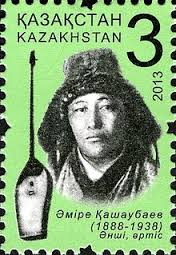 ҚАЗАҚСТАН
KAZAKHSTAN
3
2013
Әміре Қашаубаев
(1888-1938)
Әнші, әртіс